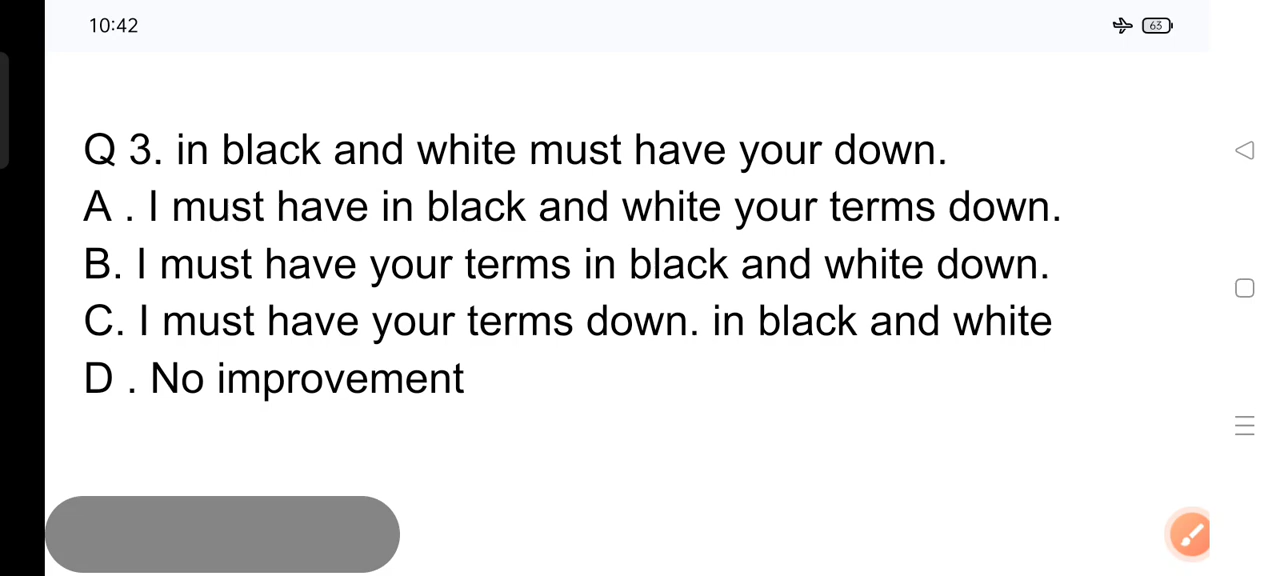 10:42
63
Q 3. in black and white must have your down.
A . I must have in black and white your terms down.
B. I must have your terms in black and white down.
C. I must have your terms down. in black and white
D . No improvement